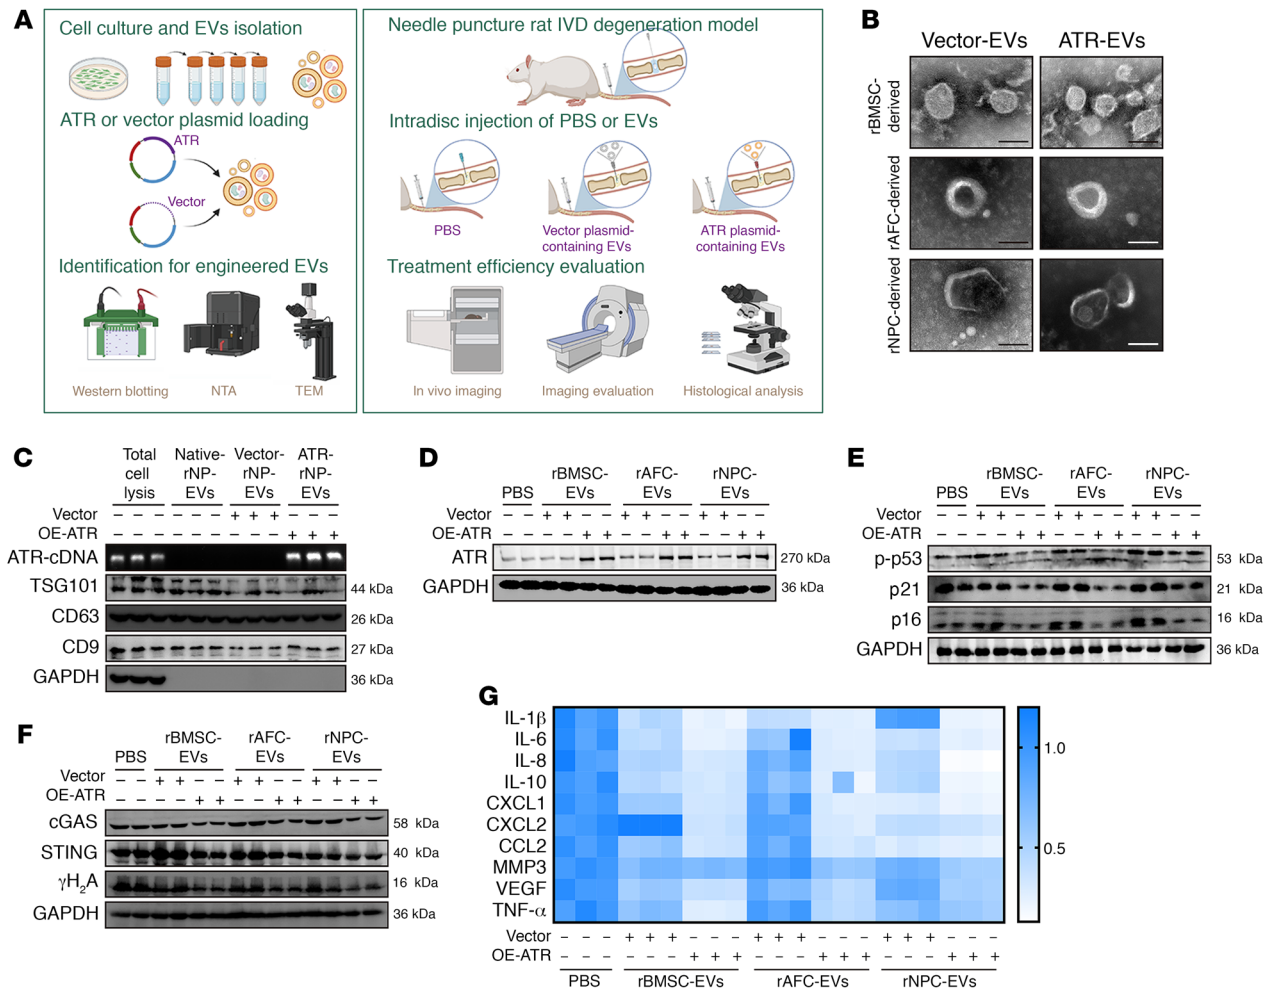 A
Cell culture and EVs isolation
ATR or vector plasmid loading
ATR
Vector
Identification for engineered EVs
Western blotting NTA TEM
Needle puncture rat IVD degeneration model
Intradisc injection of PBS or EVs
PBS
Vector plasmid-
containing EVs
ATR plasmid-
containing EVs
Treatment efficiency evaluation
In vivo imaging Imaging evaluation Histological analysis
B
Vector-EVs ATR-EVs
rBMSC-
derived
rAFC-derived
rNPC-derived
C
Total
cell
lysis
Native-
rNP-
EVs
Vector-
rNP-
EVs
ATR-
rNP-
EVs
Vector – – – – – – + + + – – –
OE-ATR – – – – – – – – – + + +
ATR-cDNA
TSG101 44 kDa
CD63 26 kDa
CD9 27 kDa
GAPDH 36 kDa
D
PBS
rBMSC-
EVs
rAFC-
EVs
rNPC-
EVs
Vector – – + + – – + + – – + + – –
OE-ATR – – – – + + – – + + – – + +
ATR 270 kDa
GAPDH 36 kDa
E
PBS
rBMSC-
EVs
rAFC-
EVs
rNPC-
EVs
Vector – – + + – – + + – – + + – –
OE-ATR – – – – + + – – + + – – + +
p-p53 53 kDa
p21 21 kDa
p16 16 kDa
GAPDH 36 kDa
F
PBS
rBMSC-
EVs
rAFC-
EVs
rNPC-
EVs
Vector – – + + – – + + – – + + – –
OE-ATR – – – – + + – – + + – – + +
cGAS 58 kDa
STING 40 kDa
γH2A 16 kDa
GAPDH 36 kDa
G
IL-1β
IL-6
IL-8
IL-10
CXCL1
CXCL2
CCL2
MMP3
VEGF
TNF-α
1.0
0.5
Vector – – – + + + – – – + + + – – – + + + – – –
OE-ATR – – – – – – + + + – – – + + + – – – + + +
PBS rBMSC-EVs rAFC-EVs rNPC-EVs